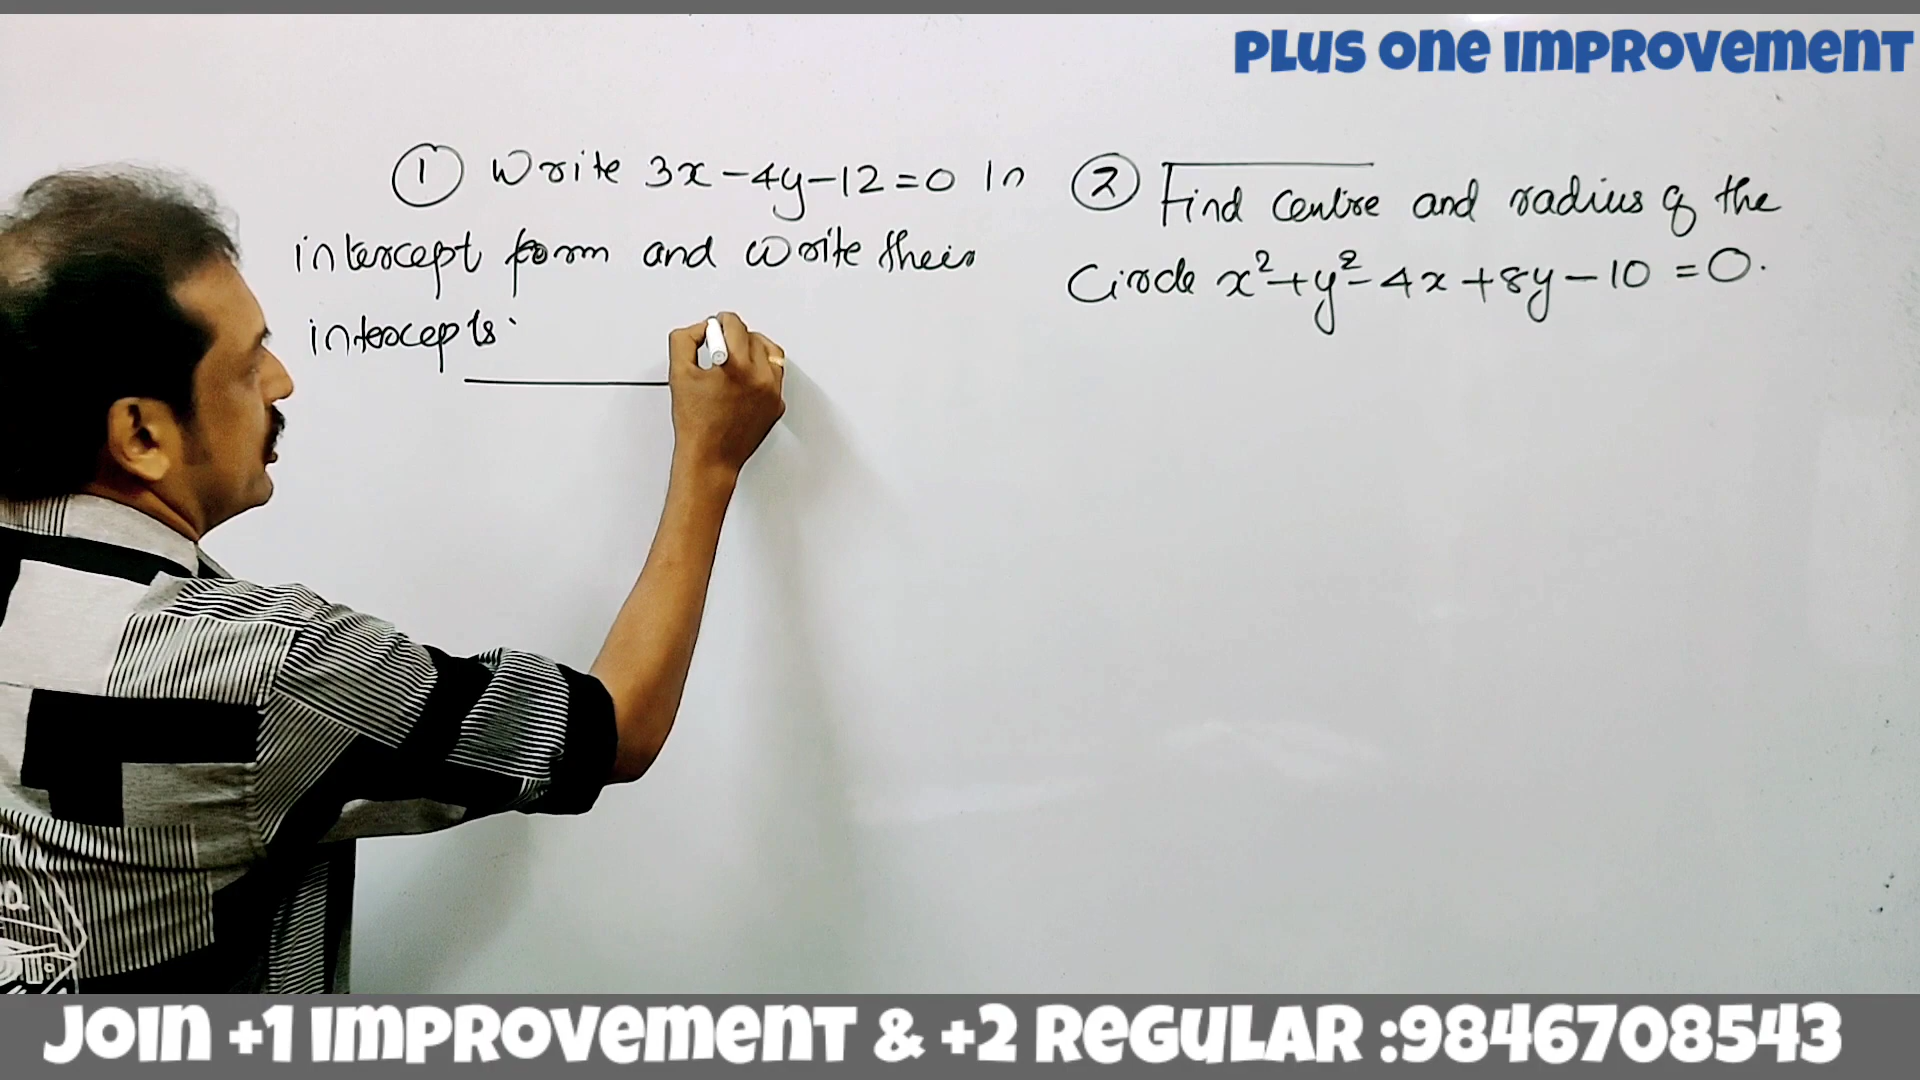 PLUS ONE IMPROVEMENT
① Write 3x-4y-12=0 In
intercept form and write their
intercepts.
② Find centre and radius of the
Circle x²+y²-4x+8y-10=0.
JOIN +1 IMPROVEMENT & +2 REGULAR :9846708543